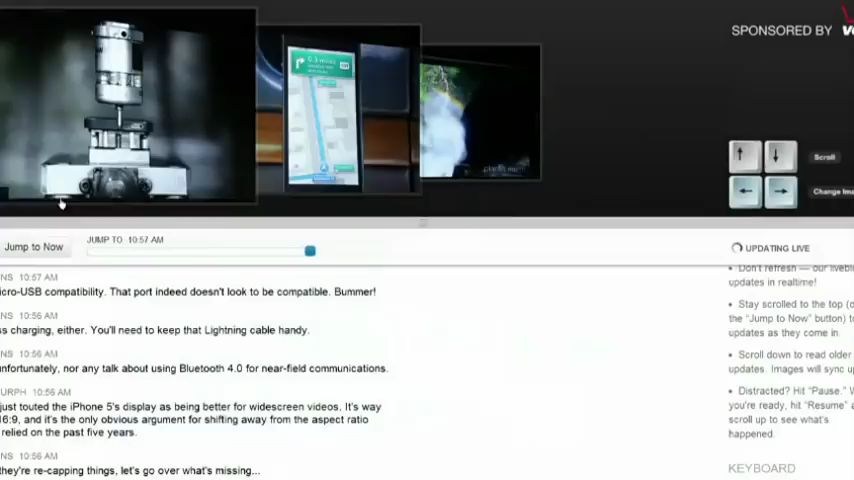 SPONSORED BY
0.3 miles
Scroll
Change Ima
Jump to Now
JUMP TO 10:57 AM
UPDATING LIVE
NS 10:57 AM
icro-USB compatibility. That port indeed doesn't look to be compatible. Bummer!
NS 10:56 AM
ss charging, either. You'll need to keep that Lightning cable handy.
NS 10:56 AM
nfortunately, nor any talk about using Bluetooth 4.0 for near-field communications.
URPH 10:56 AM
just touted the iPhone 5's display as being better for widescreen videos. It's way
16:9, and it's the only obvious argument for shifting away from the aspect ratio
relied on the past five years.
NS 10:56 AM
they're re-capping things, let's go over what's missing...
• Don't refresh — our liveblo
updates in realtime!
• Stay scrolled to the top (o
the "Jump to Now" button) to
updates as they come in.
• Scroll down to read older
updates. Images will sync up
• Distracted? Hit "Pause." W
you're ready, hit "Resume" a
scroll up to see what's
happened.
KEYBOARD